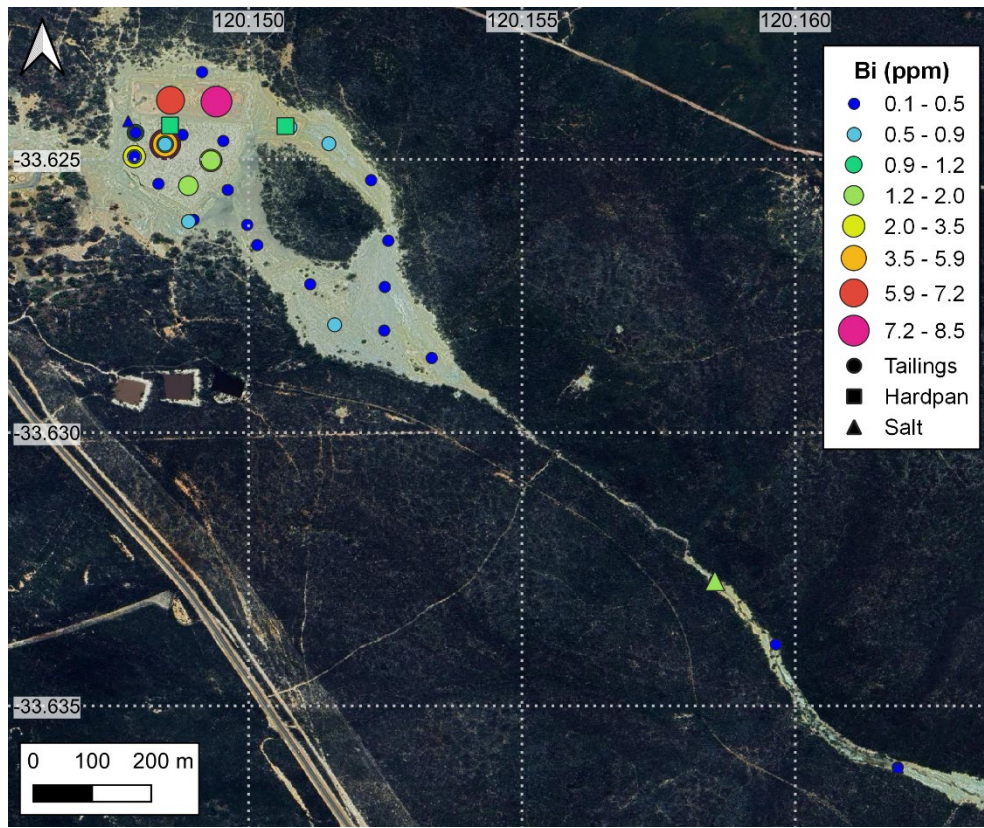 120.150 120.155 120.160
Bi (ppm)
0.1 - 0.5
0.5 - 0.9
0.9 - 1.2
1.2 - 2.0
2.0 - 3.5
3.5 - 5.9
5.9 - 7.2
7.2 - 8.5
Tailings
Hardpan
Salt
-33.625
-33.630
-33.635
0 100 200 m